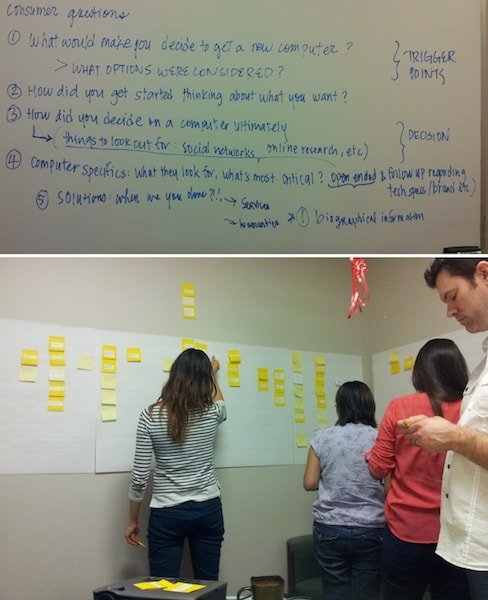 Consumer questions
① What would make you decide to get a new computer?
> WHAT OPTIONS WERE CONSIDERED?
TRIGGER POINTS
② How did you get started thinking about what you want?
③ How did you decide on a computer ultimately
(things to look out for: social networks, online research, etc)
DECISION
④ Computer specifics: what they look for, what's most critical? Open ended & follow up regarding
tech specs/brand etc)
⑤ Solutions: when are you done?!! → Services
→ Warranties * ① biographical information